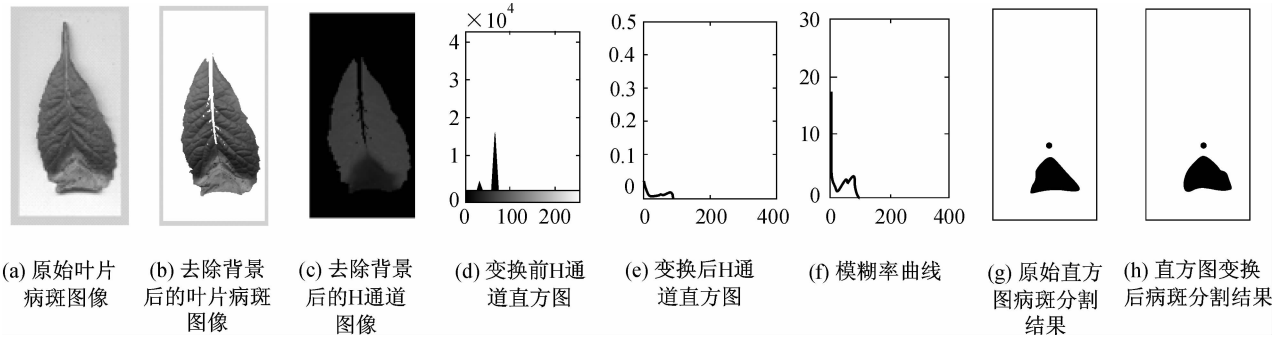 ×10⁴
4
3
2
1
0
0 100 200
0.5
0.4
0.3
0.2
0.1
0
0 200 400
30
20
10
0
0 200 400
(a) 原始叶片
病斑图像
(b) 去除背景
后的叶片病斑
图像
(c) 去除背景
后的H通道
图像
(d) 变换前H通
道直方图
(e) 变换后H通
道直方图
(f) 模糊率曲线
(g) 原始直方
图病斑分割
结果
(h) 直方图变换
后病斑分割结果